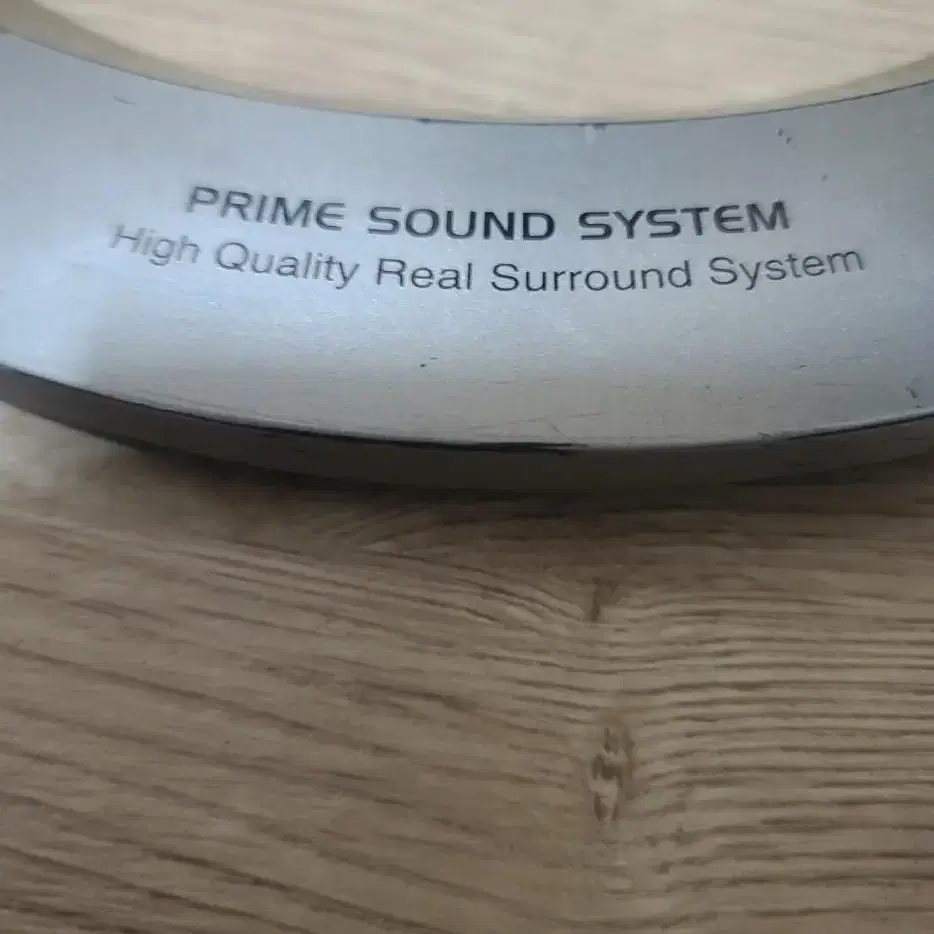 PRIME SOUND SYSTEM
High Quality Real Surround System